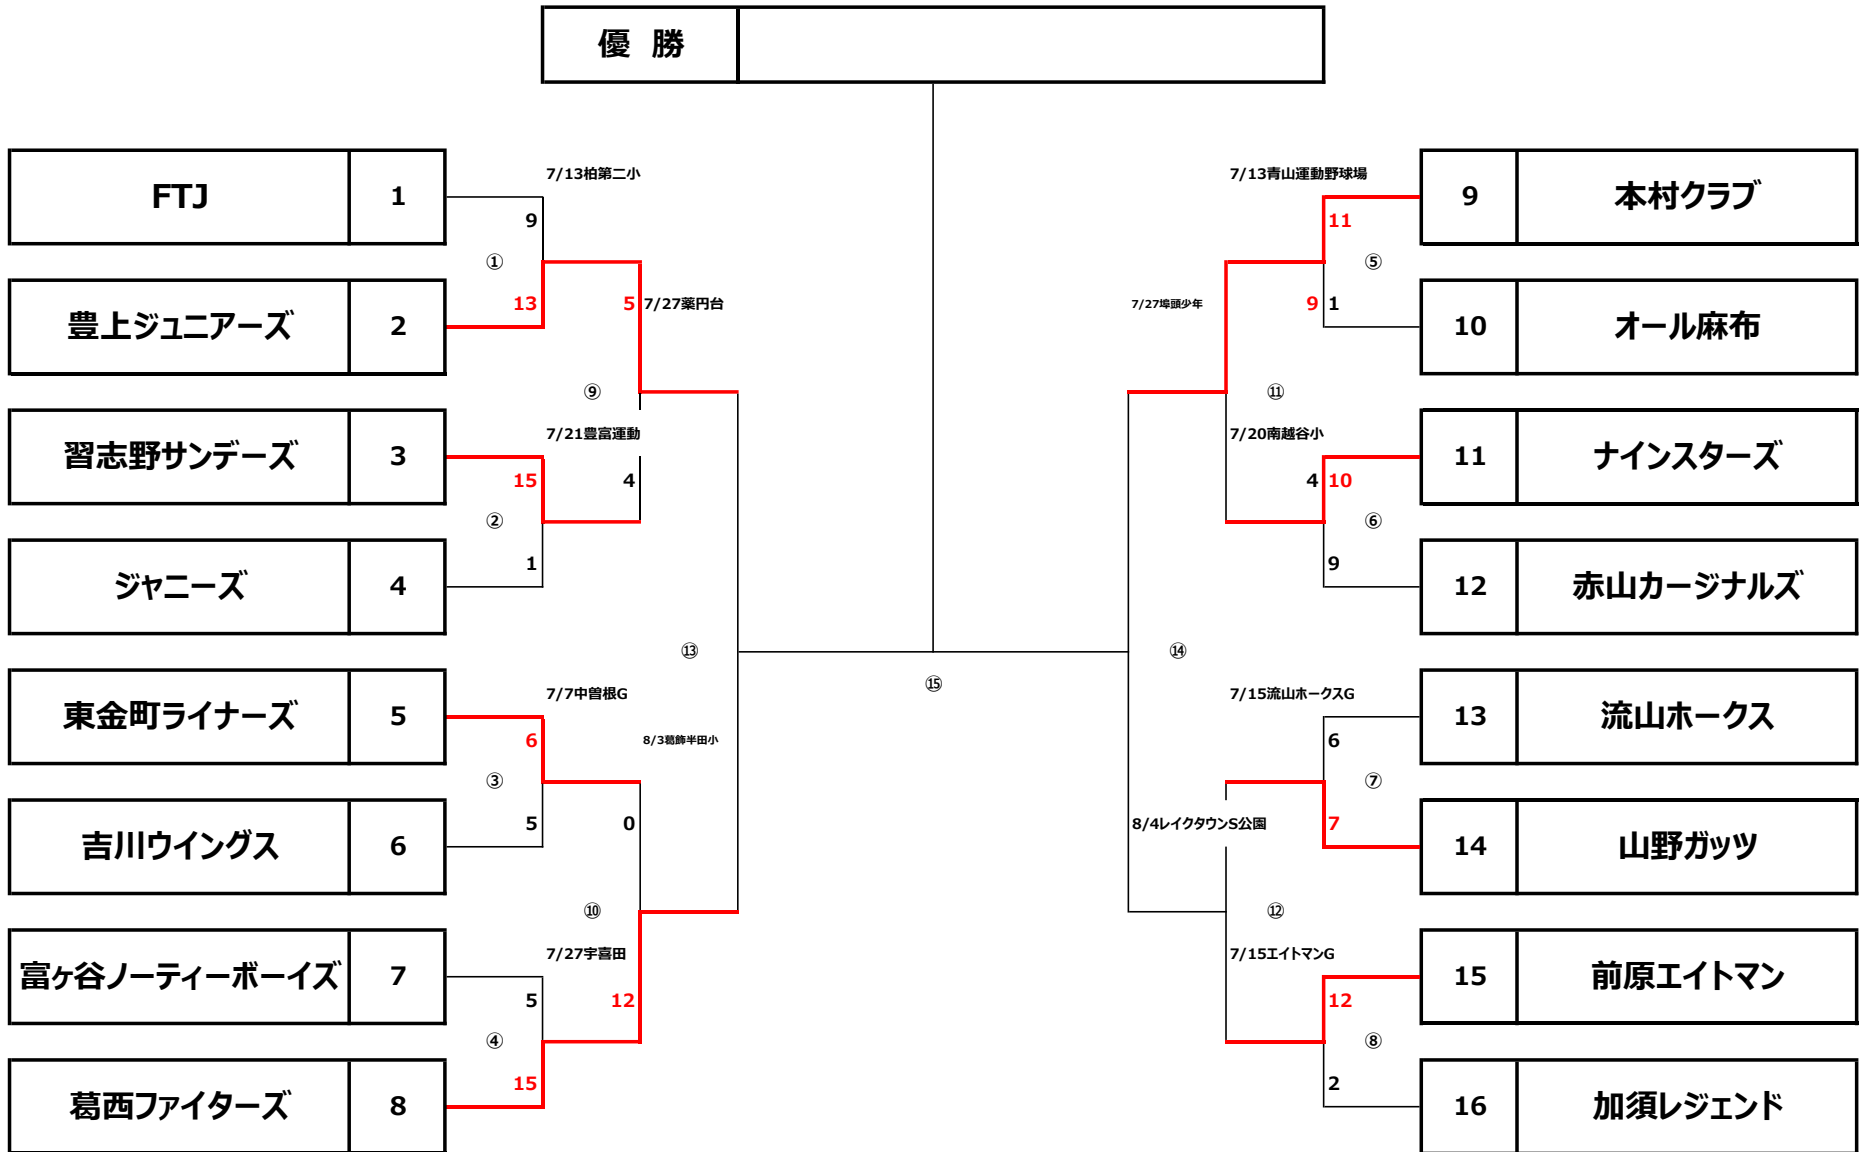 優 勝
7/13柏第二小
7/13青山運動野球場
FTJ 1
9 本村クラブ
9
11
① ⑤
豊上ジュニアーズ 2
13
5 7/27薬円台
7/27埠頭少年
9 1
10 オール麻布
⑨ ⑪
7/21豊富運動
7/20南越谷小
習志野サンデーズ 3
11 ナインスターズ
15
4
4 10
② ⑥
1
9
ジャニーズ 4
12 赤山カージナルズ
⑬ ⑭
⑮
7/7中曽根G
7/15流山ホークスG
東金町ライナーズ 5
13 流山ホークス
6
8/3葛飾半田小
6
③ ⑦
5
0
8/4レイクタウンS公園
7
吉川ウイングス 6
14 山野ガッツ
⑩ ⑫
7/27宇喜田
7/15エイトマンG
富ヶ谷ノーティーボーイズ 7
15 前原エイトマン
5
12
12
④ ⑧
15
2
葛西ファイターズ 8
16 加須レジェンド